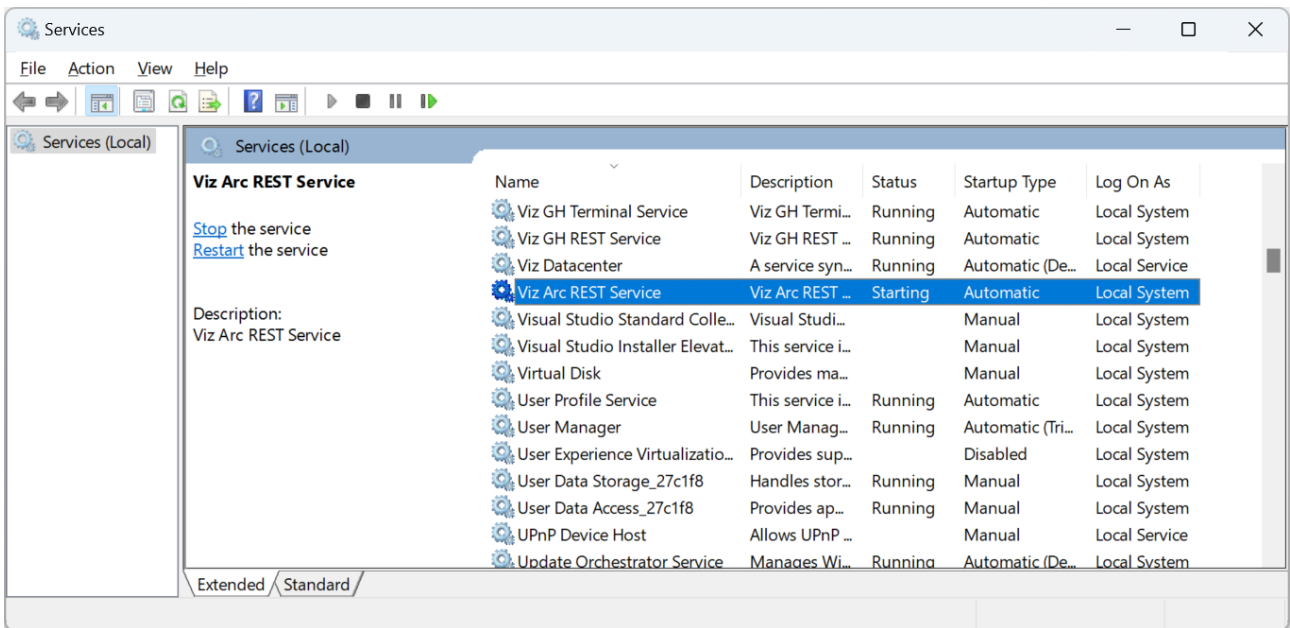 Services
File Action View Help
Services (Local)
Services (Local)
Viz Arc REST Service
Stop the service
Restart the service
Description:
Viz Arc REST Service
Name Description Status Startup Type Log On As
Viz GH Terminal Service Viz GH Termi... Running Automatic Local System
Viz GH REST Service Viz GH REST ... Running Automatic Local System
Viz Datacenter A service syn... Running Automatic (De... Local Service
Viz Arc REST Service Viz Arc REST ... Starting Automatic Local System
Visual Studio Standard Colle... Visual Studi... Manual Local System
Visual Studio Installer Elevat... This service i... Manual Local System
Virtual Disk Provides ma... Manual Local System
User Profile Service This service i... Running Automatic Local System
User Manager User Manag... Running Automatic (Tri... Local System
User Experience Virtualizatio... Provides sup... Disabled Local System
User Data Storage_27c1f8 Handles stor... Running Manual Local System
User Data Access_27c1f8 Provides ap... Running Manual Local System
UPnP Device Host Allows UPnP ... Manual Local Service
Update Orchestrator Service Manages Wi... Running Automatic (De... Local System
Extended Standard